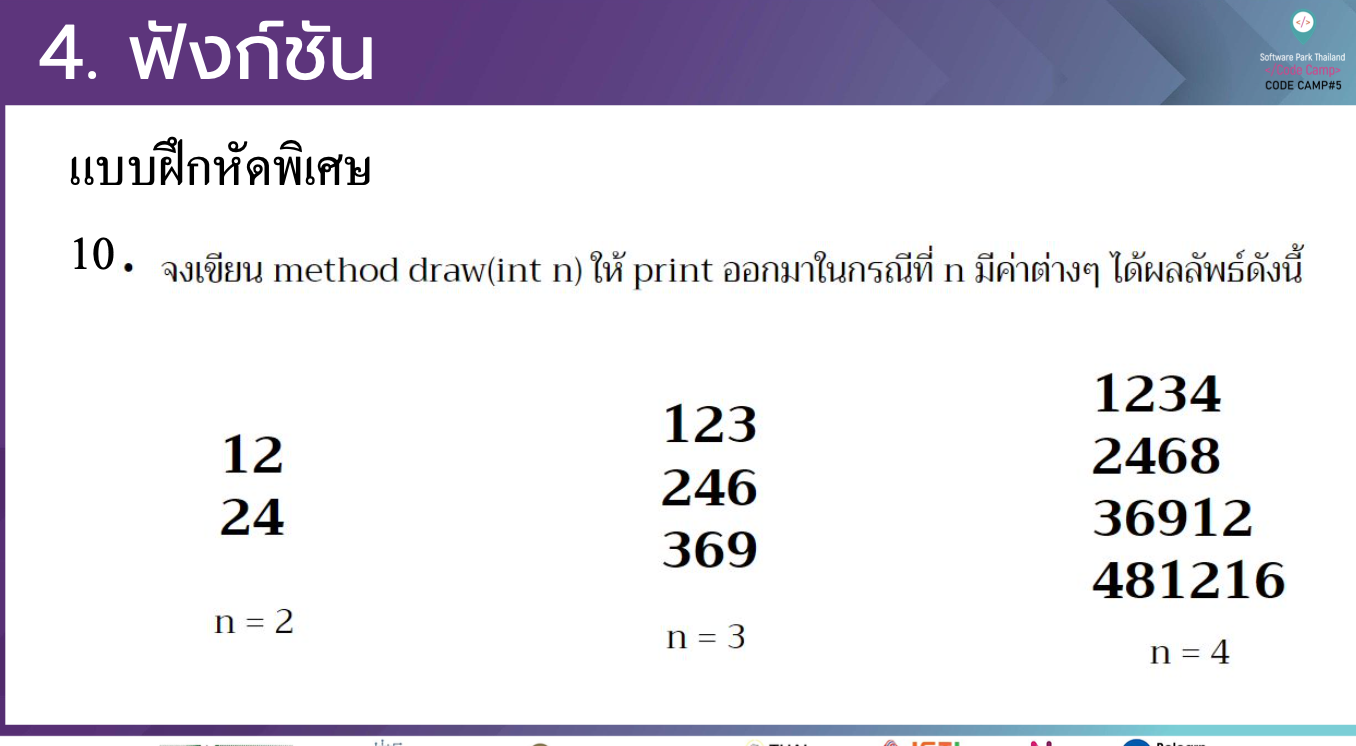 4. ฟังก์ชัน
</>
Software Park Thailand
</Code Camp>
CODE CAMP#5
แบบฝึกหัดพิเศษ
10. จงเขียน method draw(int n) ให้ print ออกมาในกรณีที่ n มีค่าต่างๆ ได้ผลลัพธ์ดังนี้
12
24
n = 2
123
246
369
n = 3
1234
2468
36912
481216
n = 4